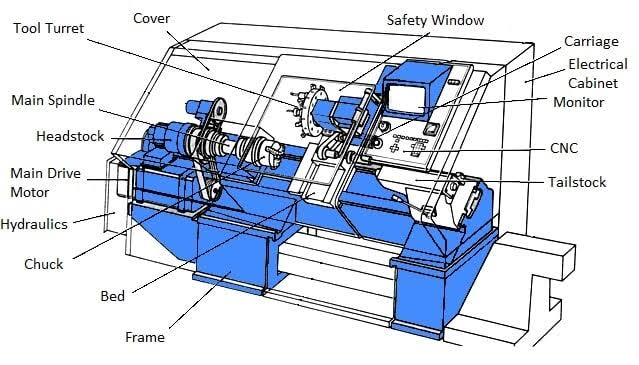 Cover
Safety Window
Tool Turret
Carriage
Electrical
Cabinet
Monitor
Main Spindle
Headstock
CNC
Main Drive
Motor
Tailstock
Hydraulics
Chuck
Bed
Frame